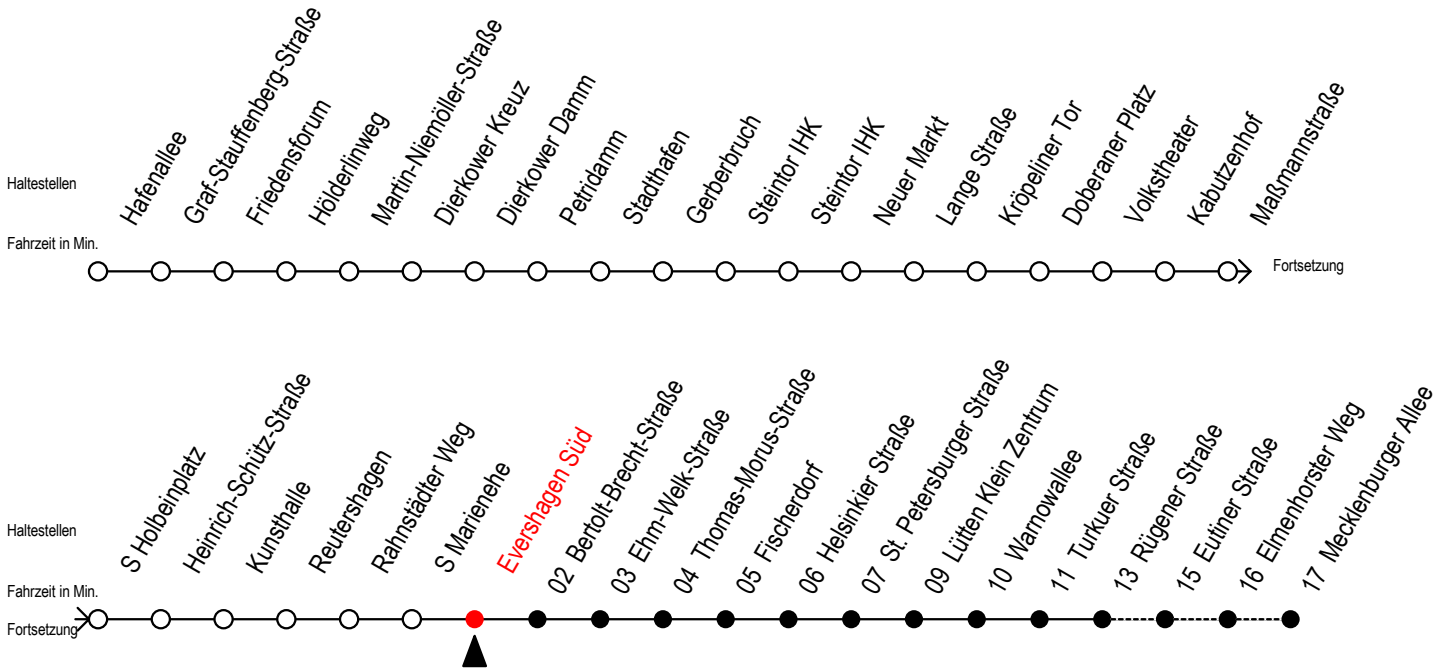 Haltestellen
Hafenallee
Graf-Stauffenberg-Straße
Friedensforum
Hölderlinweg
Martin-Niemöller-Straße
Dierkower Kreuz
Dierkower Damm
Petridamm
Stadthafen
Gerberbruch
Steintor IHK
Steintor IHK
Neuer Markt
Lange Straße
Kröpeliner Tor
Doberaner Platz
Volkstheater
Kabutzenhof
Maßmannstraße
Fahrzeit in Min.
Fortsetzung
Haltestellen
S Holbeinplatz
Heinrich-Schütz-Straße
Kunsthalle
Reutershagen
Rahnstädter Weg
S Marienehe
Evershagen Süd
02 Bertolt-Brecht-Straße
03 Ehm-Welk-Straße
04 Thomas-Morus-Straße
05 Fischerdorf
06 Helsinkier Straße
07 St. Petersburger Straße
09 Lütten Klein Zentrum
10 Warnowallee
11 Turkuer Straße
13 Rügener Straße
15 Eutiner Straße
16 Elmenhorster Weg
17 Mecklenburger Allee
Fahrzeit in Min.
Fortsetzung